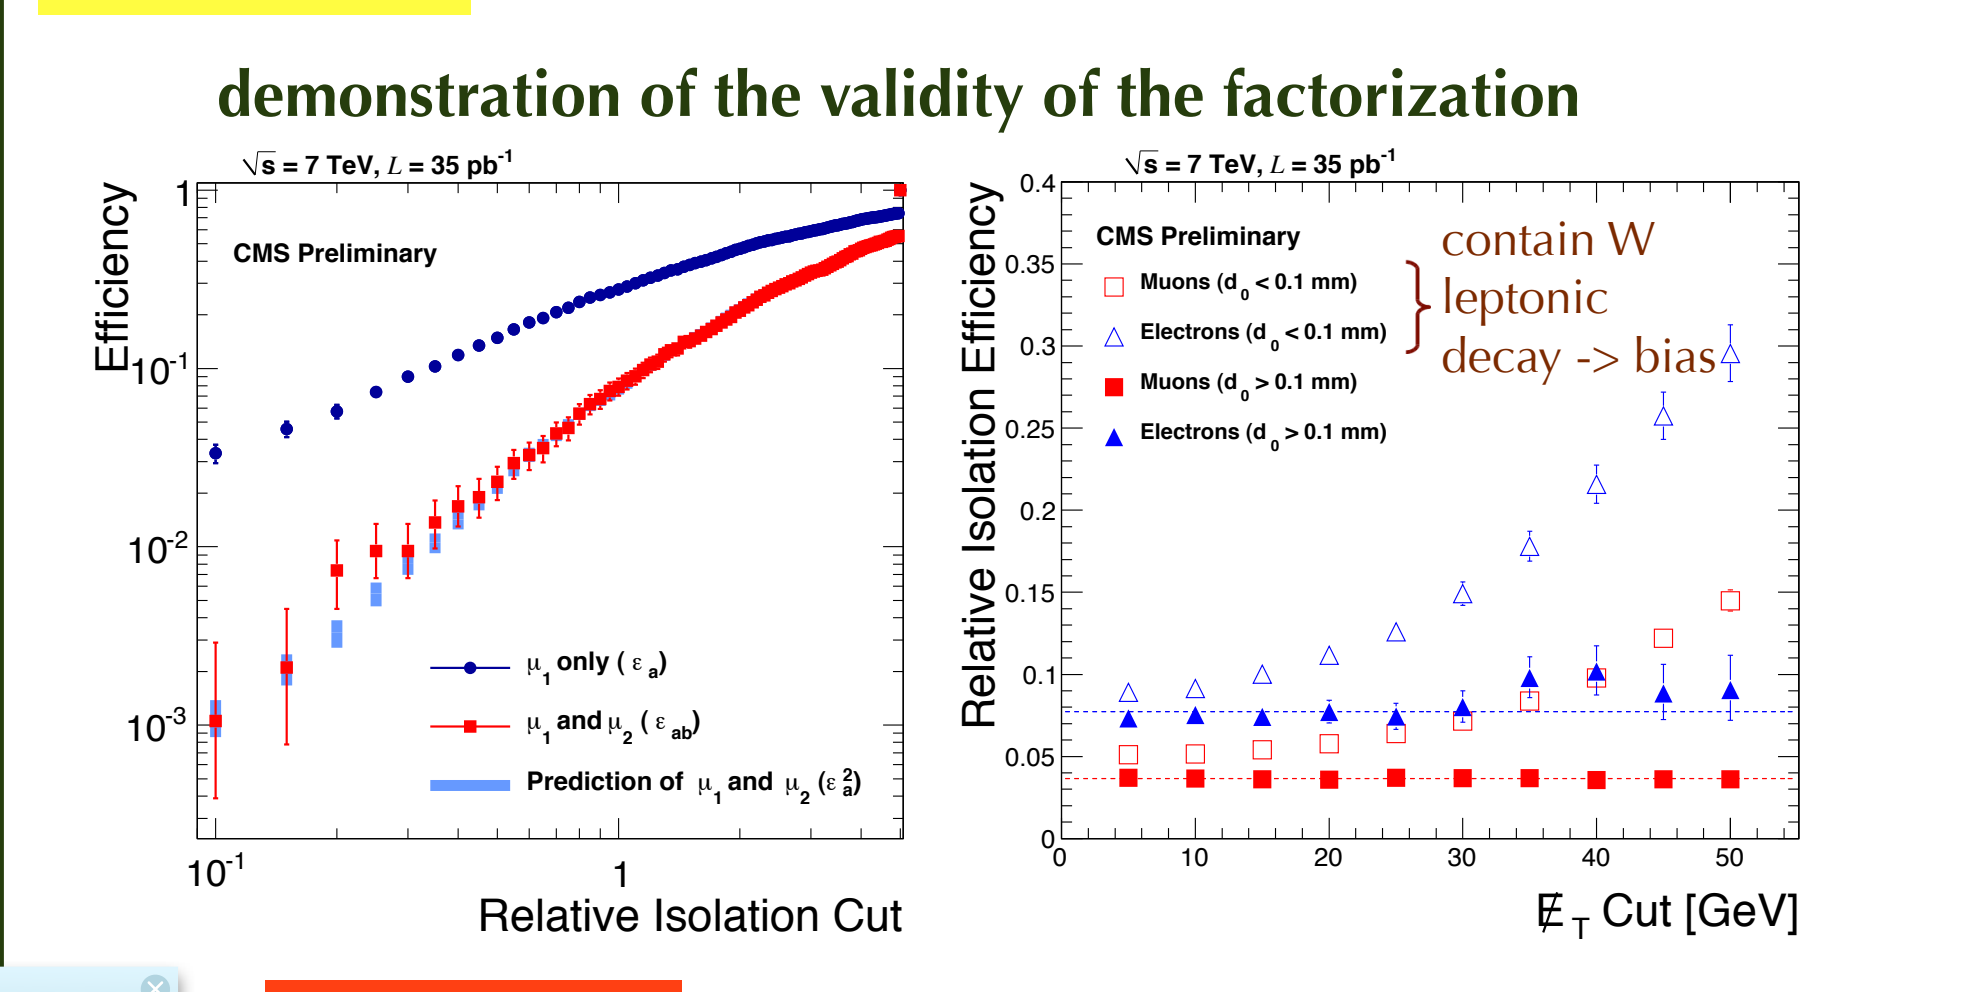 demonstration of the validity of the factorization
√s = 7 TeV, L = 35 pb⁻¹
Efficiency
CMS Preliminary
1
10⁻¹
10⁻²
10⁻³
μ₁ only ( ε ₐ)
μ₁ and μ₂ ( ε ab)
Prediction of μ₁ and μ₂ (ε²ₐ)
10⁻¹ 1
Relative Isolation Cut
√s = 7 TeV, L = 35 pb⁻¹
Relative Isolation Efficiency
0.4
0.35
0.3
0.25
0.2
0.15
0.1
0.05
0
CMS Preliminary
Muons (d₀ < 0.1 mm)
Electrons (d₀ < 0.1 mm)
Muons (d₀ > 0.1 mm)
Electrons (d₀ > 0.1 mm)
contain W
leptonic
decay -> bias
0 10 20 30 40 50
E̸ T Cut [GeV]